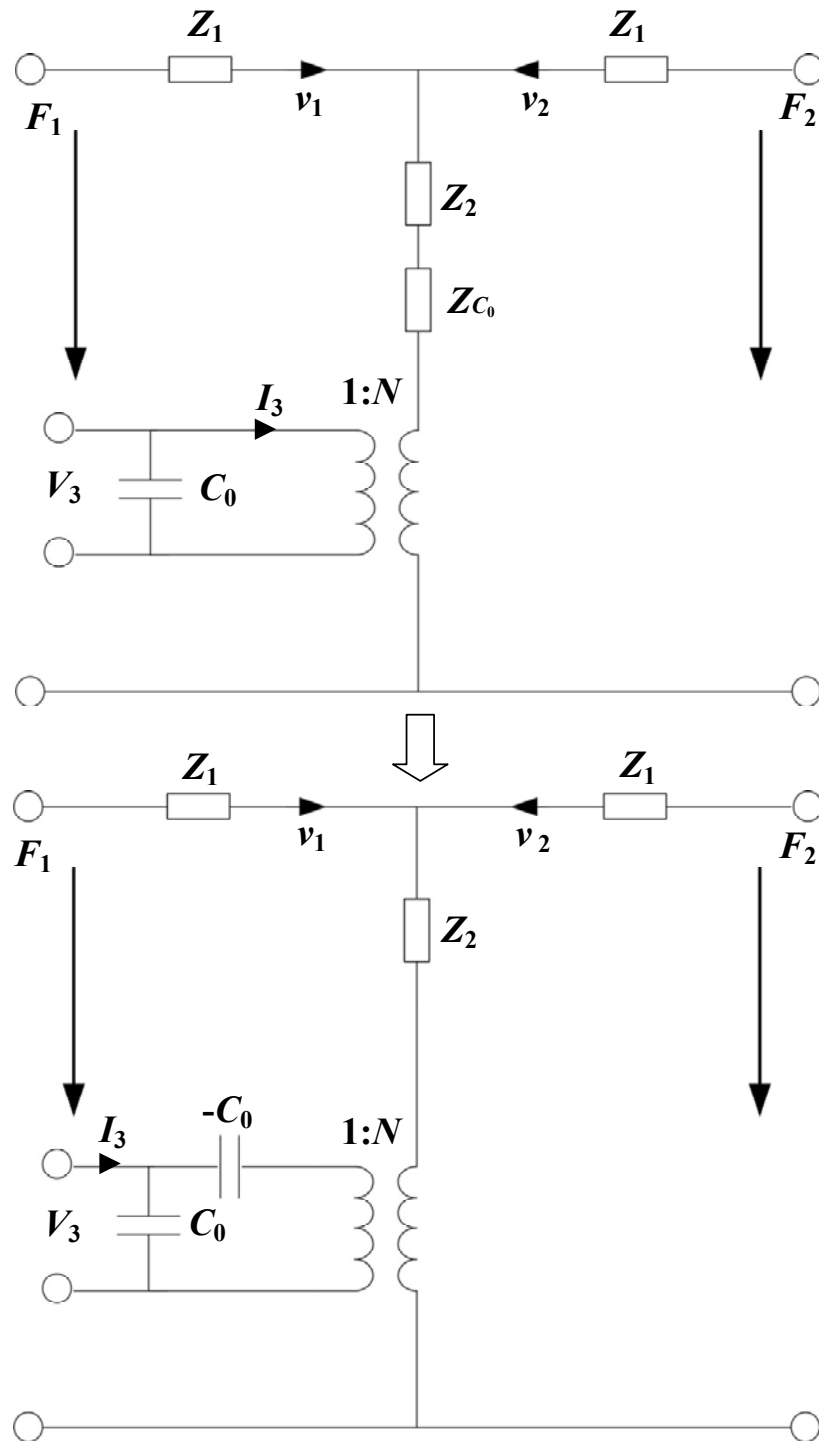 Z₁ Z₁
F₁ v₁ v₂ F₂
Z₂
Z_C₀
I₃ 1:N
V₃ C₀
Z₁ Z₁
F₁ v₁ v₂ F₂
Z₂
I₃ -C₀ 1:N
V₃ C₀